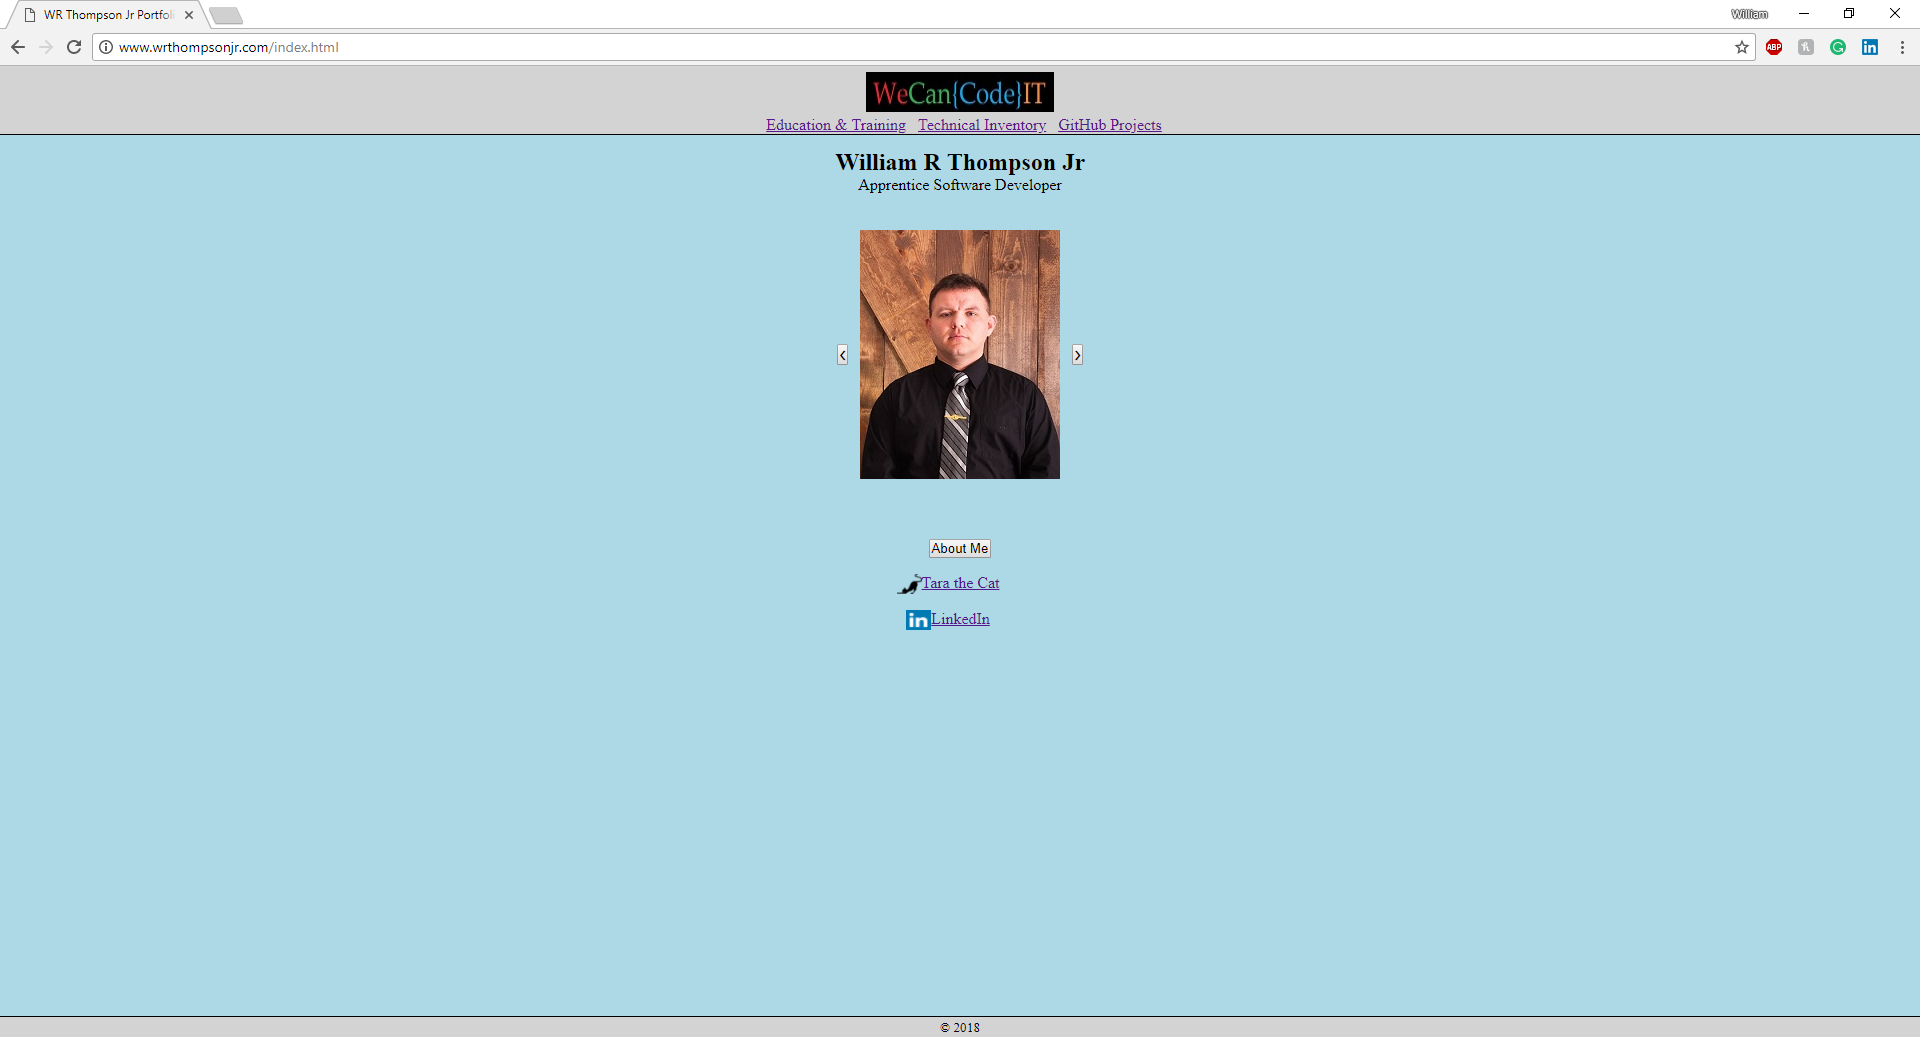 WR Thompson Jr Portfoli
William
www.wrthompsonjr.com/index.html
ABP
in
WeCan{Code}IT
Education & Training Technical Inventory GitHub Projects
William R Thompson Jr
Apprentice Software Developer
‹ ›
About Me
Tara the Cat
in LinkedIn
© 2018